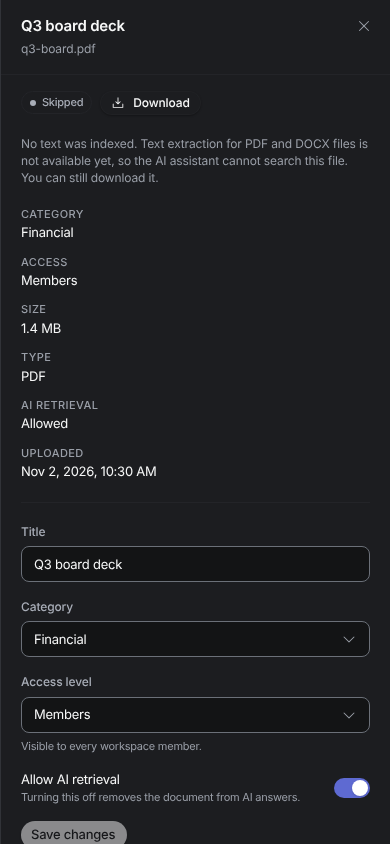 Q3 board deck
q3-board.pdf
Skipped
Download
No text was indexed. Text extraction for PDF and DOCX files is
not available yet, so the AI assistant cannot search this file.
You can still download it.
CATEGORY
Financial
ACCESS
Members
SIZE
1.4 MB
TYPE
PDF
AI RETRIEVAL
Allowed
UPLOADED
Nov 2, 2026, 10:30 AM
Title
Q3 board deck
Category
Financial
Access level
Members
Visible to every workspace member.
Allow AI retrieval
Turning this off removes the document from AI answers.
Save changes